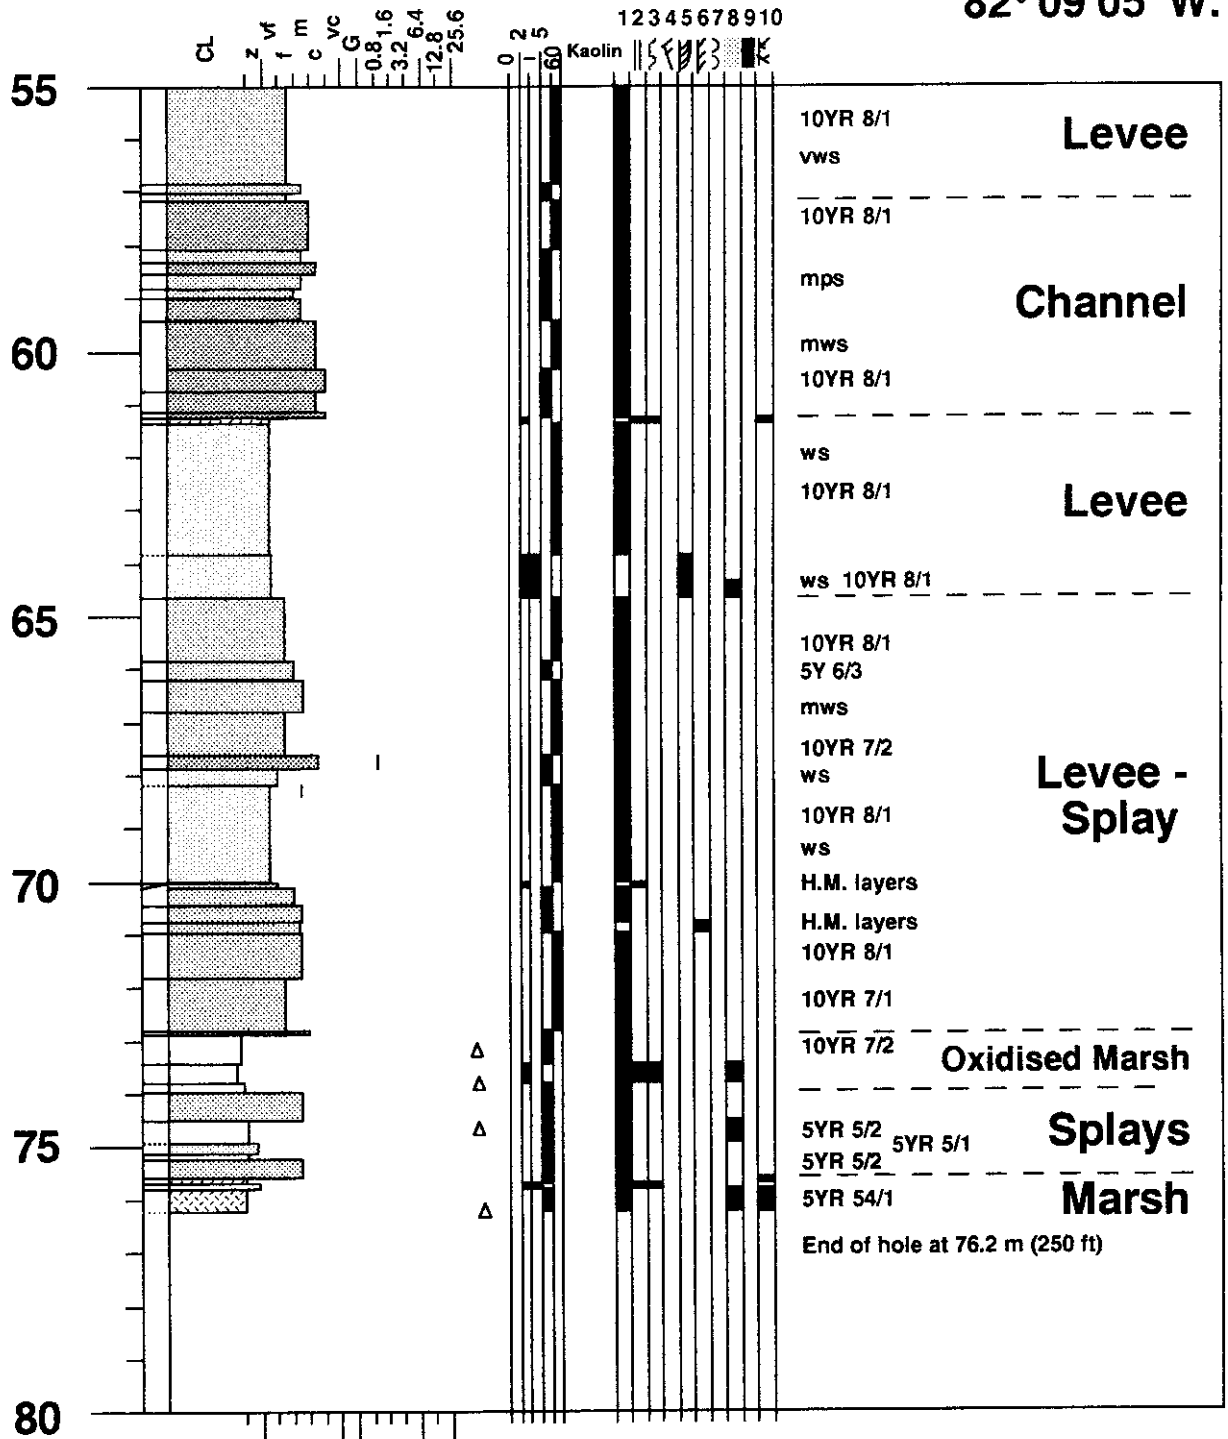 82° 09'05" W.
CL z vf f m c vc G 0.8 1.6 3.2 6.4 12.8 25.6 0 2 5 60 Kaolin 1 2 3 4 5 6 7 8 9 10
55
10YR 8/1
Levee
vws
10YR 8/1
mps
Channel
60
mws
10YR 8/1
ws
10YR 8/1
Levee
ws 10YR 8/1
65
10YR 8/1
5Y 6/3
mws
10YR 7/2
ws
Levee -
Splay
10YR 8/1
ws
70
H.M. layers
H.M. layers
10YR 8/1
10YR 7/1
10YR 7/2
Oxidised Marsh
75
5YR 5/2
5YR 5/1
Splays
5YR 5/2
5YR 54/1
Marsh
End of hole at 76.2 m (250 ft)
80